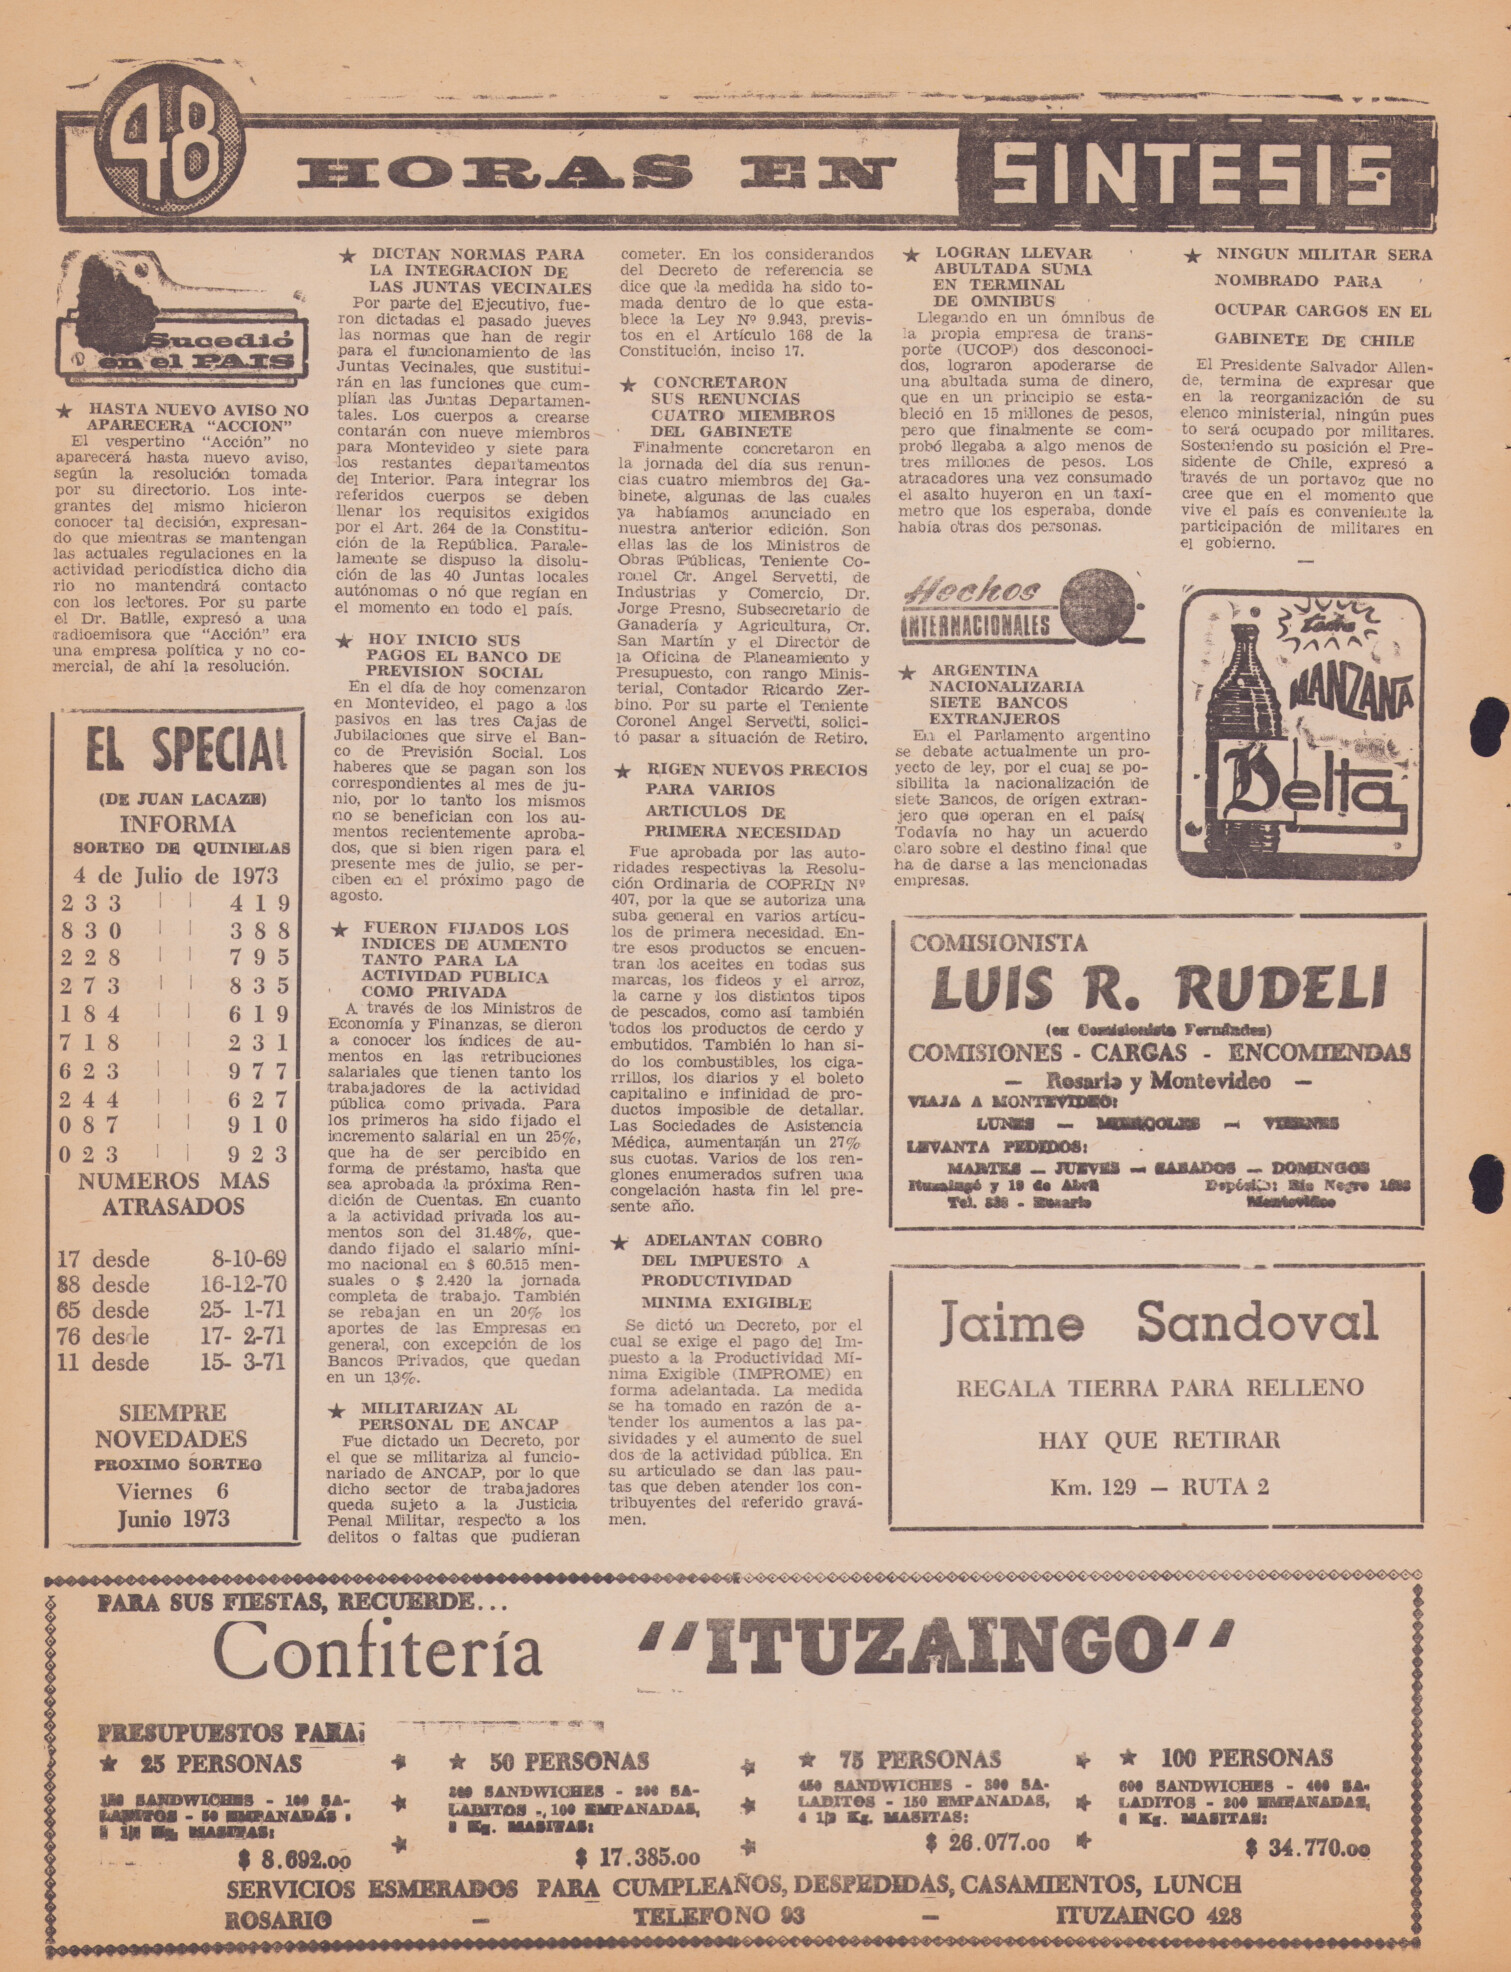 48 HORAS EN SINTESIS
Sucedió
en el PAIS
★ HASTA NUEVO AVISO NO
APARECERA "ACCION"
El vespertino "Acción" no
aparecerá hasta nuevo aviso,
según la resolución tomada
por su directorio. Los inte-
grantes del mismo hicieron
conocer tal decisión, expresan-
do que mientras se mantengan
las actuales regulaciones en la
actividad periodística dicho dia
rio no mantendrá contacto
con los lectores. Por su parte
el Dr. Batlle, expresó a una
radioemisora que "Acción" era
una empresa política y no co-
mercial, de ahí la resolución.
EL SPECIAL
(DE JUAN LACAZE)
INFORMA
SORTEO DE QUINIELAS
4 de Julio de 1973
233 | | 419
830 | | 388
228 | | 795
273 | | 835
184 | | 619
718 | | 231
623 | | 977
244 | | 627
087 | | 910
023 | | 923
NUMEROS MAS
ATRASADOS
17 desde 8-10-69
88 desde 16-12-70
65 desde 25- 1-71
76 desde 17- 2-71
11 desde 15- 3-71
SIEMPRE
NOVEDADES
PROXIMO SORTEO
Viernes 6
Junio 1973
★ DICTAN NORMAS PARA
LA INTEGRACION DE
LAS JUNTAS VECINALES
Por parte del Ejecutivo, fue-
ron dictadas el pasado jueves
las normas que han de regir
para el funcionamiento de las
Juntas Vecinales, que sustitui-
rán en las funciones que cum-
plían las Juntas Departamen-
tales. Los cuerpos a crearse
contarán con nueve miembros
para Montevideo y siete para
los restantes departamentos
del Interior. Para integrar los
referidos cuerpos se deben
llenar los requisitos exigidos
por el Art. 264 de la Constitu-
ción de la República. Parale-
lamente se dispuso la disolu-
ción de las 40 Juntas locales
autónomas o nó que regían en
el momento en todo el país.
★ HOY INICIO SUS
PAGOS EL BANCO DE
PREVISION SOCIAL
En el día de hoy comenzaron
en Montevideo, el pago a los
pasivos en las tres Cajas de
Jubilaciones que sirve el Ban-
co de Previsión Social. Los
haberes que se pagan son los
correspondientes al mes de ju-
nio, por lo tanto los mismos
no se benefician con los au-
mentos recientemente aproba-
dos, que si bien rigen para el
presente mes de julio, se per-
ciben en el próximo pago de
agosto.
★ FUERON FIJADOS LOS
INDICES DE AUMENTO
TANTO PARA LA
ACTIVIDAD PUBLICA
COMO PRIVADA
A través de los Ministros de
Economía y Finanzas, se dieron
a conocer los índices de au-
mentos en las retribuciones
salariales que tienen tanto los
trabajadores de la actividad
pública como privada. Para
los primeros ha sido fijado el
incremento salarial en un 25%,
que ha de ser percibido en
forma de préstamo, hasta que
sea aprobada la próxima Ren-
dición de Cuentas. En cuanto
a la actividad privada los au-
mentos son del 31.48%, que-
dando fijado el salario míni-
mo nacional en $ 60.515 men-
suales o $ 2.420 la jornada
completa de trabajo. También
se rebajan en un 20% los
aportes de las Empresas en
general, con excepción de los
Bancos Privados, que quedan
en un 13%.
★ MILITARIZAN AL
PERSONAL DE ANCAP
Fue dictado un Decreto, por
el que se militariza al funcio-
nariado de ANCAP, por lo que
dicho sector de trabajadores
queda sujeto a la Justicia
Penal Militar, respecto a los
delitos o faltas que pudieran
cometer. En los considerandos
del Decreto de referencia se
dice que la medida ha sido to-
mada dentro de lo que esta-
blece la Ley Nº 9.943, previs-
tos en el Artículo 168 de la
Constitución, inciso 17.
★ CONCRETARON
SUS RENUNCIAS
CUATRO MIEMBROS
DEL GABINETE
Finalmente concretaron en
la jornada del día sus renun-
cias cuatro miembros del Ga-
binete, algunas de las cuales
ya habíamos anunciado en
nuestra anterior edición. Son
ellas las de los Ministros de
Obras Públicas, Teniente Co-
ronel Cr. Angel Servetti, de
Industrias y Comercio, Dr.
Jorge Presno, Subsecretario de
Ganadería y Agricultura, Cr.
San Martín y el Director de
la Oficina de Planeamiento y
Presupuesto, con rango Minis-
terial, Contador Ricardo Zer-
bino. Por su parte el Teniente
Coronel Angel Servetti, solici-
tó pasar a situación de Retiro.
★ RIGEN NUEVOS PRECIOS
PARA VARIOS
ARTICULOS DE
PRIMERA NECESIDAD
Fue aprobada por las auto-
ridades respectivas la Resolu-
ción Ordinaria de COPRIN Nº
407, por la que se autoriza una
suba general en varios artícu-
los de primera necesidad. En-
tre esos productos se encuen-
tran los aceites en todas sus
marcas, los fideos y el arroz,
la carne y los distintos tipos
de pescados, como así también
todos los productos de cerdo y
embutidos. También lo han si-
do los combustibles, los ciga-
rrillos, los diarios y el boleto
capitalino e infinidad de pro-
ductos imposible de detallar.
Las Sociedades de Asistencia
Médica, aumentarán un 27%
sus cuotas. Varios de los ren-
glones enumerados sufren una
congelación hasta fin lel pre-
sente año.
★ ADELANTAN COBRO
DEL IMPUESTO A
PRODUCTIVIDAD
MINIMA EXIGIBLE
Se dictó un Decreto, por el
cual se exige el pago del Im-
puesto a la Productividad Mí-
nima Exigible (IMPROME) en
forma adelantada. La medida
se ha tomado en razón de a-
tender los aumentos a las pa-
sividades y el aumento de suel
dos de la actividad pública. En
su articulado se dan las pau-
tas que deben atender los con-
tribuyentes del referido gravá-
men.
★ LOGRAN LLEVAR
ABULTADA SUMA
EN TERMINAL
DE OMNIBUS
Llegando en un ómnibus de
la propia empresa de trans-
porte (UCOP) dos desconoci-
dos, lograron apoderarse de
una abultada suma de dinero,
que en un principio se esta-
bleció en 15 millones de pesos,
pero que finalmente se com-
probó llegaba a algo menos de
tres millones de pesos. Los
atracadores una vez consumado
el asalto huyeron en un taxí-
metro que los esperaba, donde
había otras dos personas.
Hechos
INTERNACIONALES
★ ARGENTINA
NACIONALIZARIA
SIETE BANCOS
EXTRANJEROS
En el Parlamento argentino
se debate actualmente un pro-
yecto de ley, por el cual se po-
sibilita la nacionalización de
siete Bancos, de origen extran-
jero que operan en el país.
Todavía no hay un acuerdo
claro sobre el destino final que
ha de darse a las mencionadas
empresas.
★ NINGUN MILITAR SERA
NOMBRADO PARA
OCUPAR CARGOS EN EL
GABINETE DE CHILE
El Presidente Salvador Allen-
de, termina de expresar que
en la reorganización de su
elenco ministerial, ningún pues
to será ocupado por militares.
Sosteniendo su posición el Pre-
sidente de Chile, expresó a
través de un portavoz que no
cree que en el momento que
vive el país es conveniente la
participación de militares en
el gobierno.
—
MANZANA
Delta
COMISIONISTA
LUIS R. RUDELI
(ex Comisionista Fernández)
COMISIONES - CARGAS - ENCOMIENDAS
— Rosario y Montevideo —
VIAJA A MONTEVIDEO:
LUNES — MIERCOLES — VIERNES
LEVANTA PEDIDOS:
MARTES — JUEVES — SABADOS — DOMINGOS
Ituzaingó y 19 de Abril Depósito: Río Negro
Tel. 838 - Rosario Montevideo
Jaime Sandoval
REGALA TIERRA PARA RELLENO
HAY QUE RETIRAR
Km. 129 — RUTA 2
PARA SUS FIESTAS, RECUERDE...
Confitería "ITUZAINGO"
PRESUPUESTOS PARA:
★ 25 PERSONAS
150 SANDWICHES - 100 SA-
LADITOS - 50 EMPANADAS
Kg. MASITAS:
$ 8.692.00
★ 50 PERSONAS
SANDWICHES - 200 SA-
LADITOS - 100 EMPANADAS,
Kg. MASITAS:
$ 17.385.00
★ 75 PERSONAS
450 SANDWICHES - 300 SA-
LADITOS - 150 EMPANADAS,
4 1/2 Kg. MASITAS:
$ 26.077.00
★ 100 PERSONAS
600 SANDWICHES - 400 SA-
LADITOS - 200 EMPANADAS,
6 Kg. MASITAS:
$ 34.770.00
SERVICIOS ESMERADOS PARA CUMPLEAÑOS, DESPEDIDAS, CASAMIENTOS, LUNCH
ROSARIO — TELEFONO 93 — ITUZAINGO 428